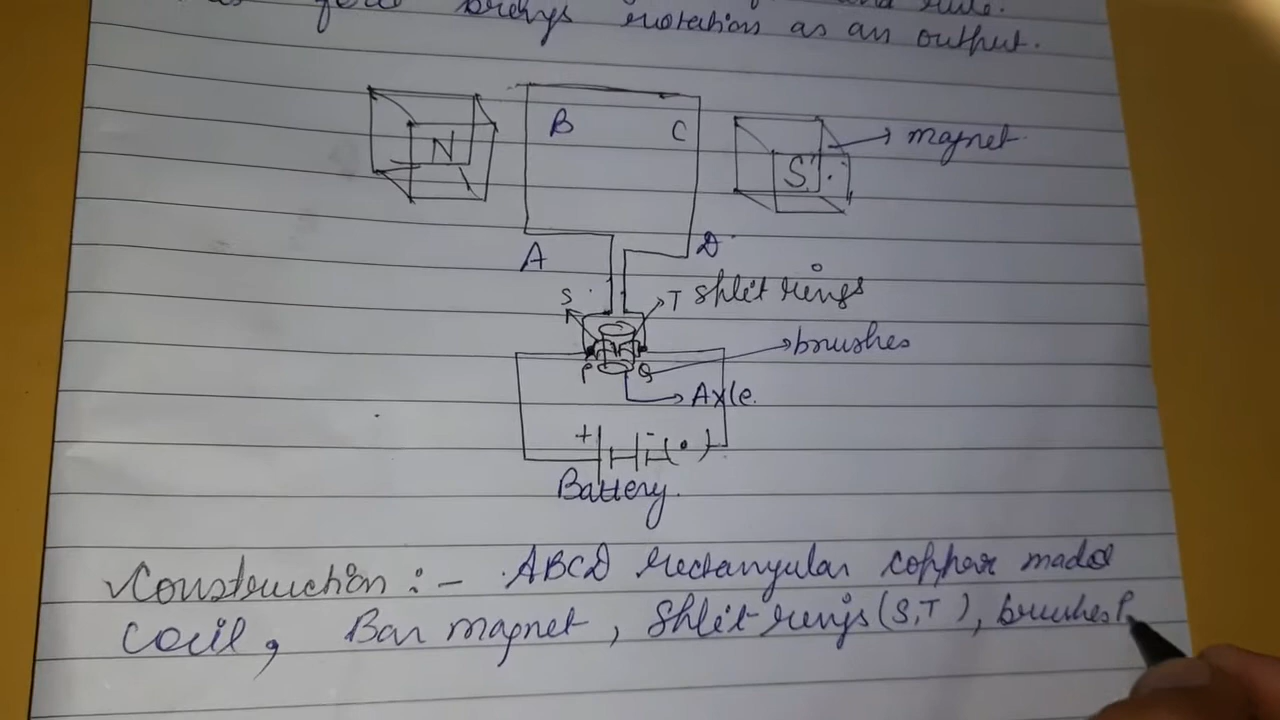 brings rotation as an output.
B C
N
S
magnet
A D
S T Shlit rings
brushes
P Q
Axle.
+ - ( )
Battery.
Construction :- ABCD rectangular copper made
coil, Bar magnet, Shlit rings (S,T), brushes P